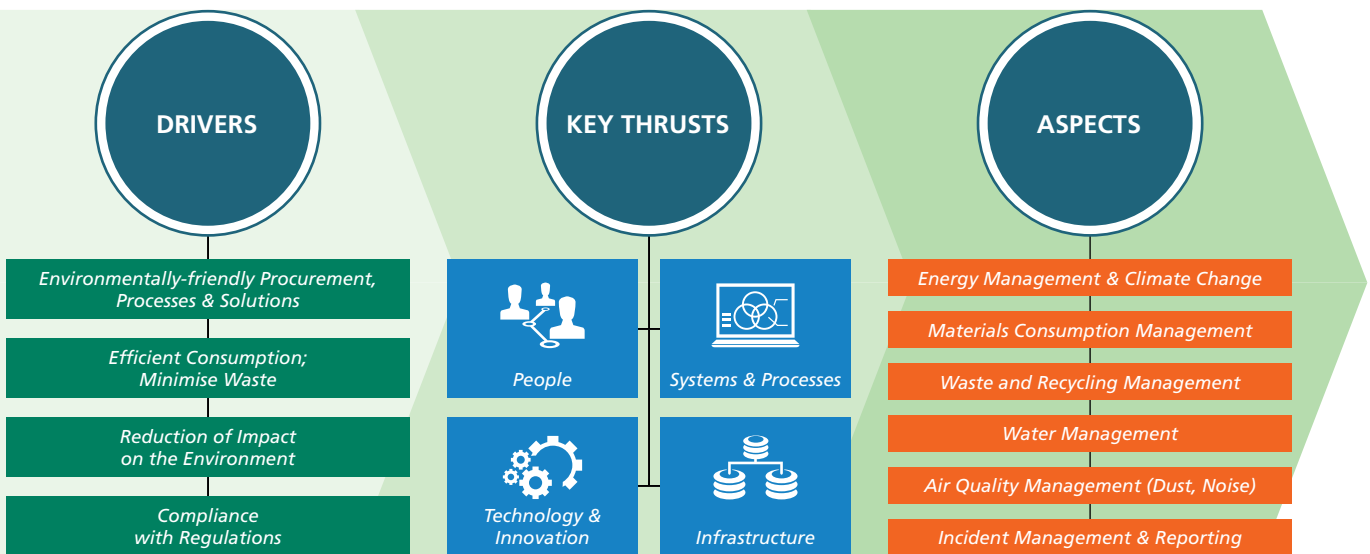 DRIVERS
Environmentally-friendly Procurement,
Processes & Solutions
Efficient Consumption;
Minimise Waste
Reduction of Impact
on the Environment
Compliance
with Regulations
KEY THRUSTS
People
Systems & Processes
Technology &
Innovation
Infrastructure
ASPECTS
Energy Management & Climate Change
Materials Consumption Management
Waste and Recycling Management
Water Management
Air Quality Management (Dust, Noise)
Incident Management & Reporting